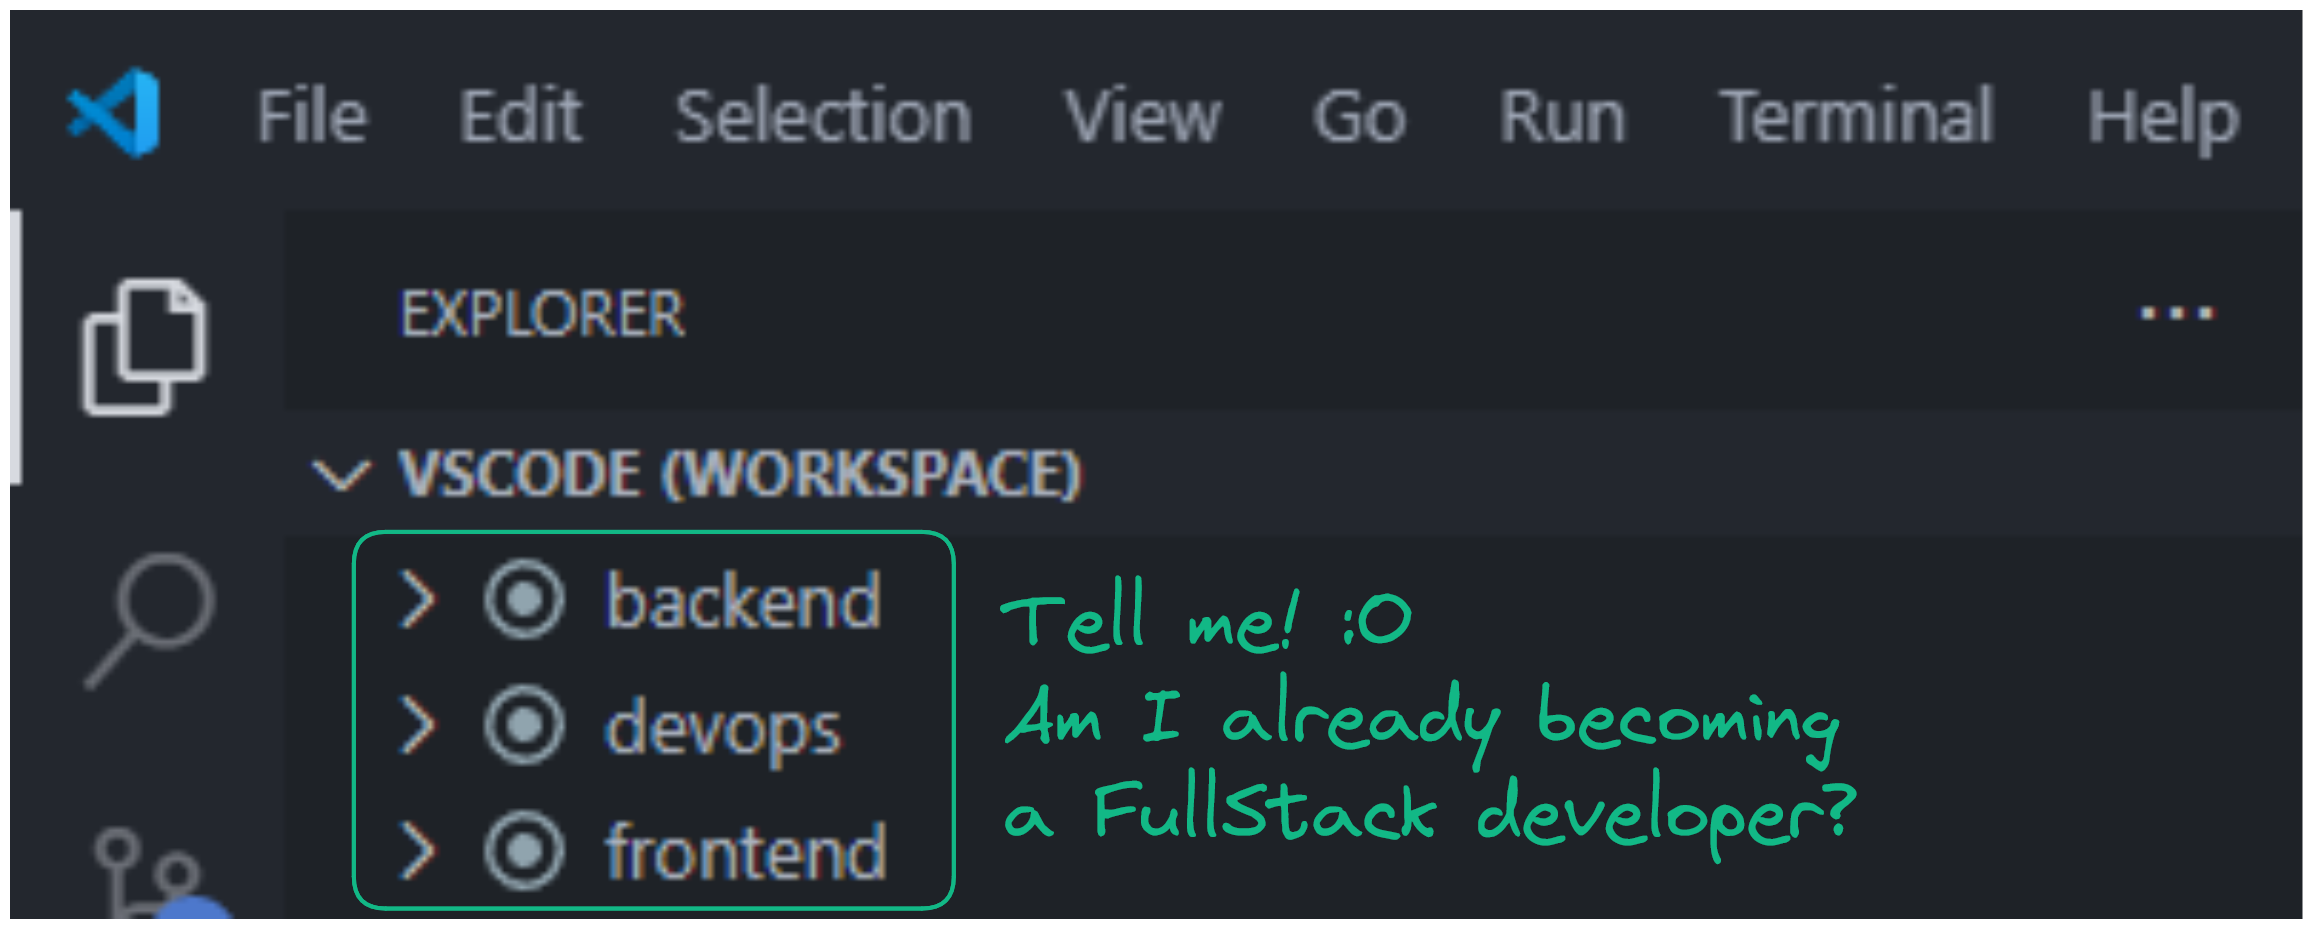 File Edit Selection View Go Run Terminal Help
EXPLORER
VSCODE (WORKSPACE)
backend
devops
frontend
Tell me! :O
Am I already becoming
a FullStack developer?